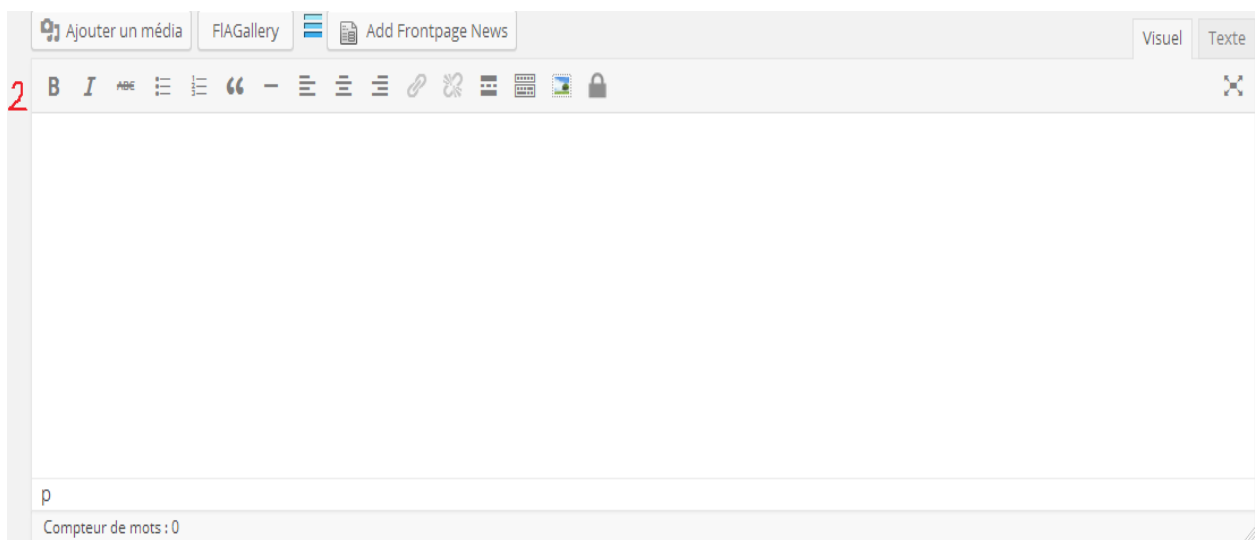 Ajouter un média FlAGallery Add Frontpage News
Visuel Texte
2 B I ABC
p
Compteur de mots : 0